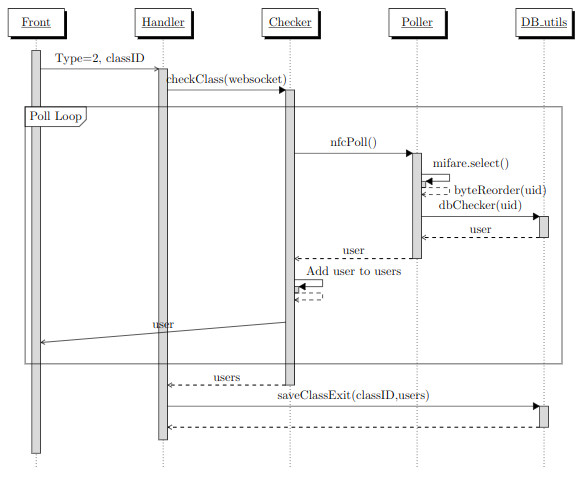 Front Handler Checker Poller DB_utils
Type=2, classID
checkClass(websocket)
Poll Loop
nfcPoll()
mifare.select()
byteReorder(uid)
dbChecker(uid)
user
user
Add user to users
user
users
saveClassExit(classID,users)